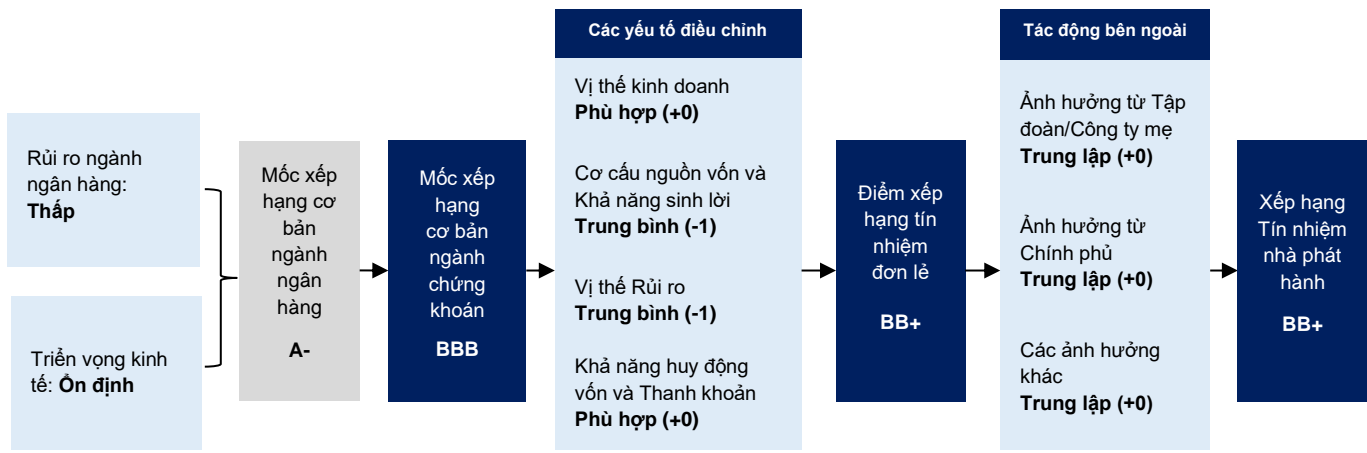 Rủi ro ngành
ngân hàng:
Thấp
Triển vọng kinh
tế: Ổn định
Mốc xếp
hạng cơ
bản
ngành
ngân
hàng
A-
Mốc xếp
hạng
cơ bản
ngành
chứng
khoán
BBB
Các yếu tố điều chỉnh
Vị thế kinh doanh
Phù hợp (+0)
Cơ cấu nguồn vốn và
Khả năng sinh lời
Trung bình (-1)
Vị thế Rủi ro
Trung bình (-1)
Khả năng huy động
vốn và Thanh khoản
Phù hợp (+0)
Điểm xếp
hạng tín
nhiệm
đơn lẻ
BB+
Tác động bên ngoài
Ảnh hưởng từ Tập
đoàn/Công ty mẹ
Trung lập (+0)
Ảnh hưởng từ
Chính phủ
Trung lập (+0)
Các ảnh hưởng
khác
Trung lập (+0)
Xếp hạng
Tín nhiệm
nhà phát
hành
BB+